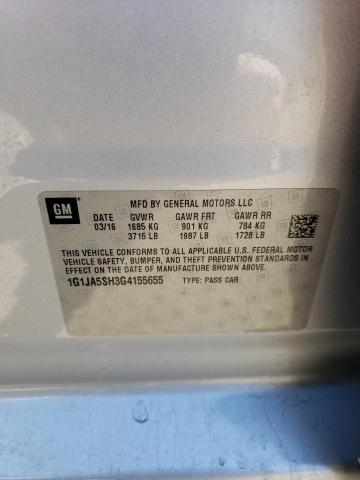 GM
MFD BY GENERAL MOTORS LLC
DATE GVWR GAWR FRT GAWR RR
03/16 1685 KG 901 KG 784 KG
3715 LB 1987 LB 1728 LB
THIS VEHICLE CONFORMS TO ALL APPLICABLE U.S. FEDERAL MOTOR
VEHICLE SAFETY, BUMPER, AND THEFT PREVENTION STANDARDS IN
EFFECT ON THE DATE OF MANUFACTURE SHOWN ABOVE.
1G1JA5SH3G4155655 TYPE: PASS CAR